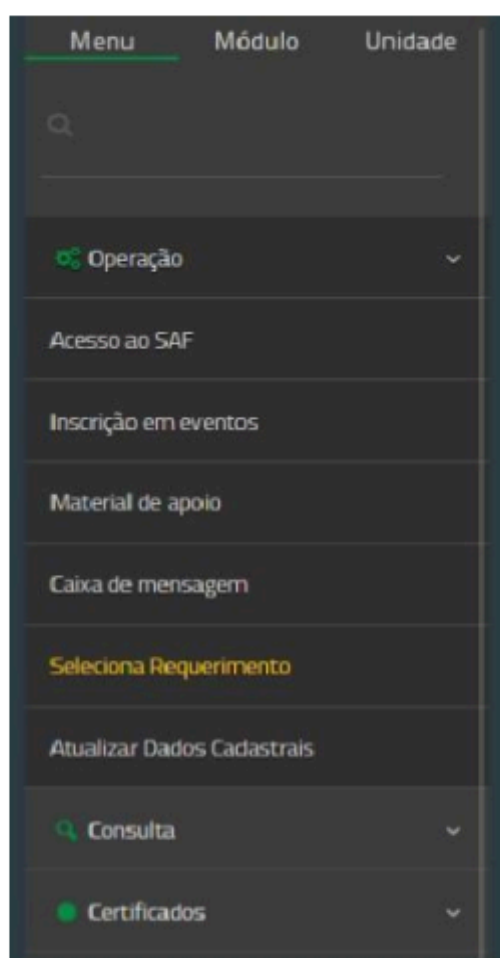 Menu Módulo Unidade
Operação
Acesso ao SAF
Inscrição em eventos
Material de apoio
Caixa de mensagem
Seleciona Requerimento
Atualizar Dados Cadastrais
Consulta
Certificados